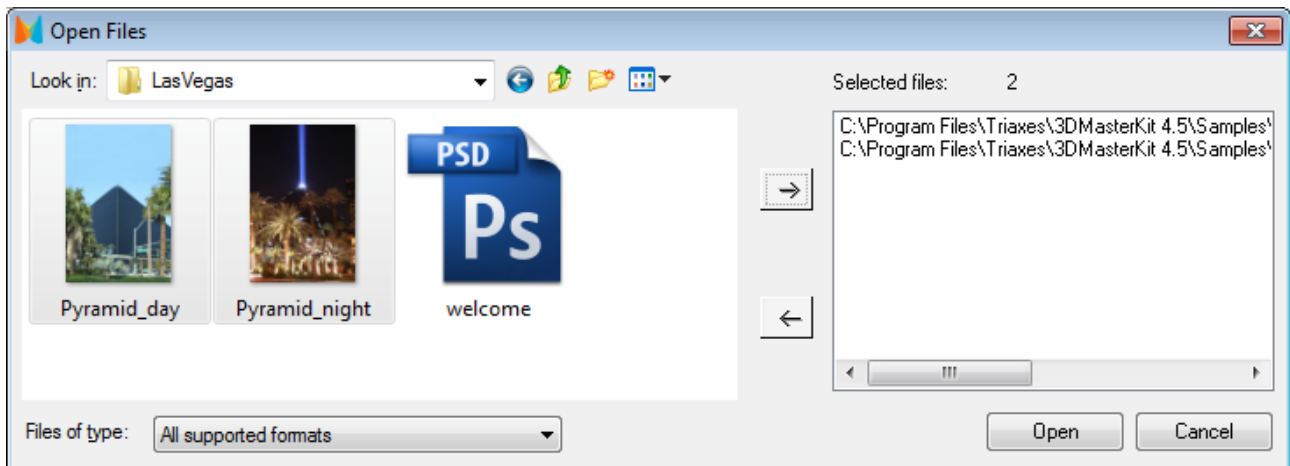 Open Files
Look in: LasVegas
Selected files: 2
C:\Program Files\Triaxes\3DMasterKit 4.5\Samples\
C:\Program Files\Triaxes\3DMasterKit 4.5\Samples\
PSD
Ps
Pyramid_day
Pyramid_night
welcome
Files of type: All supported formats
Open
Cancel